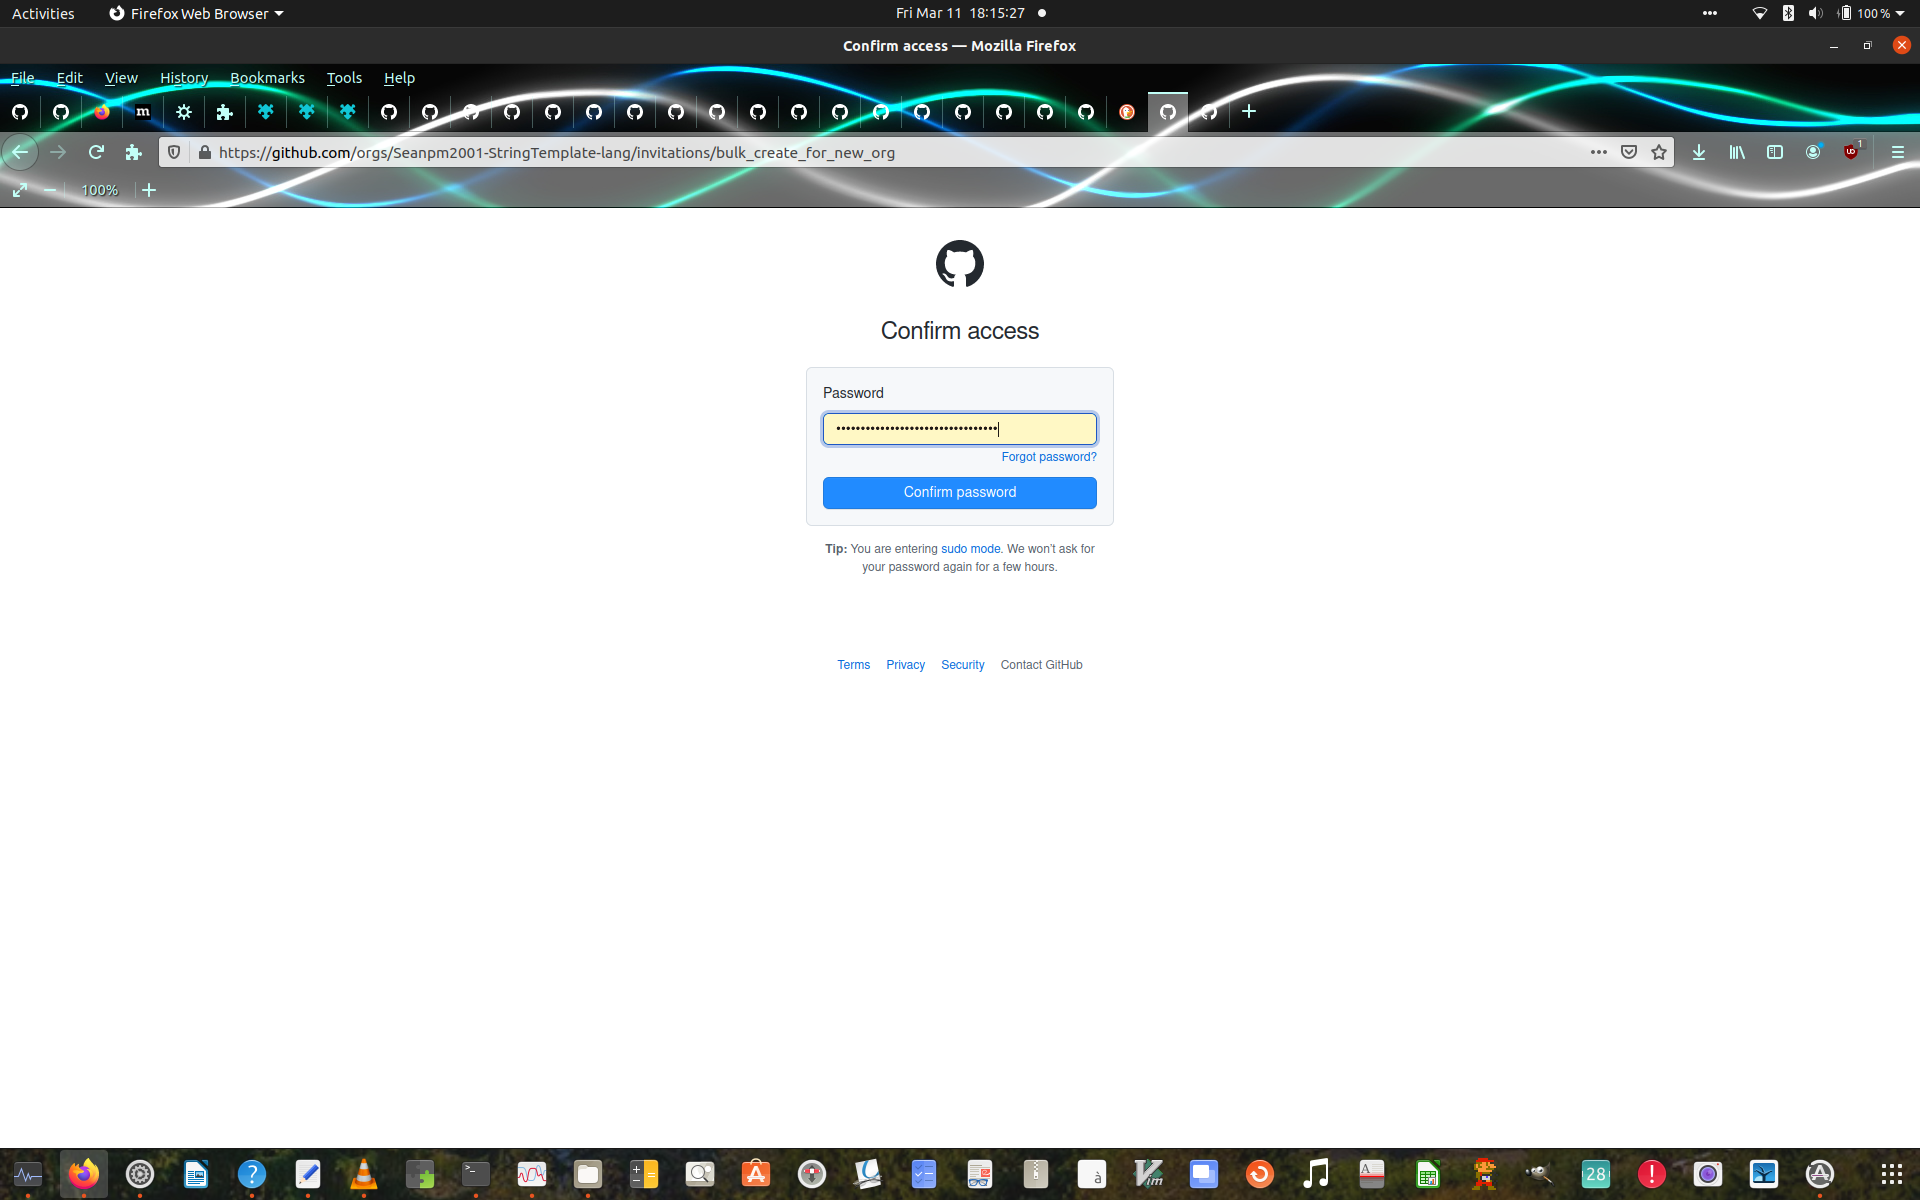 Activities Firefox Web Browser Fri Mar 11 18:15:27 100 %
Confirm access — Mozilla Firefox
File Edit View History Bookmarks Tools Help
m
https://github.com/orgs/Seanpm2001-StringTemplate-lang/invitations/bulk_create_for_new_org 1
100%
Confirm access
Password
•••••••••••••••••••••••••••••••••
Forgot password?
Confirm password
Tip: You are entering sudo mode. We won't ask for
your password again for a few hours.
Terms Privacy Security Contact GitHub
28